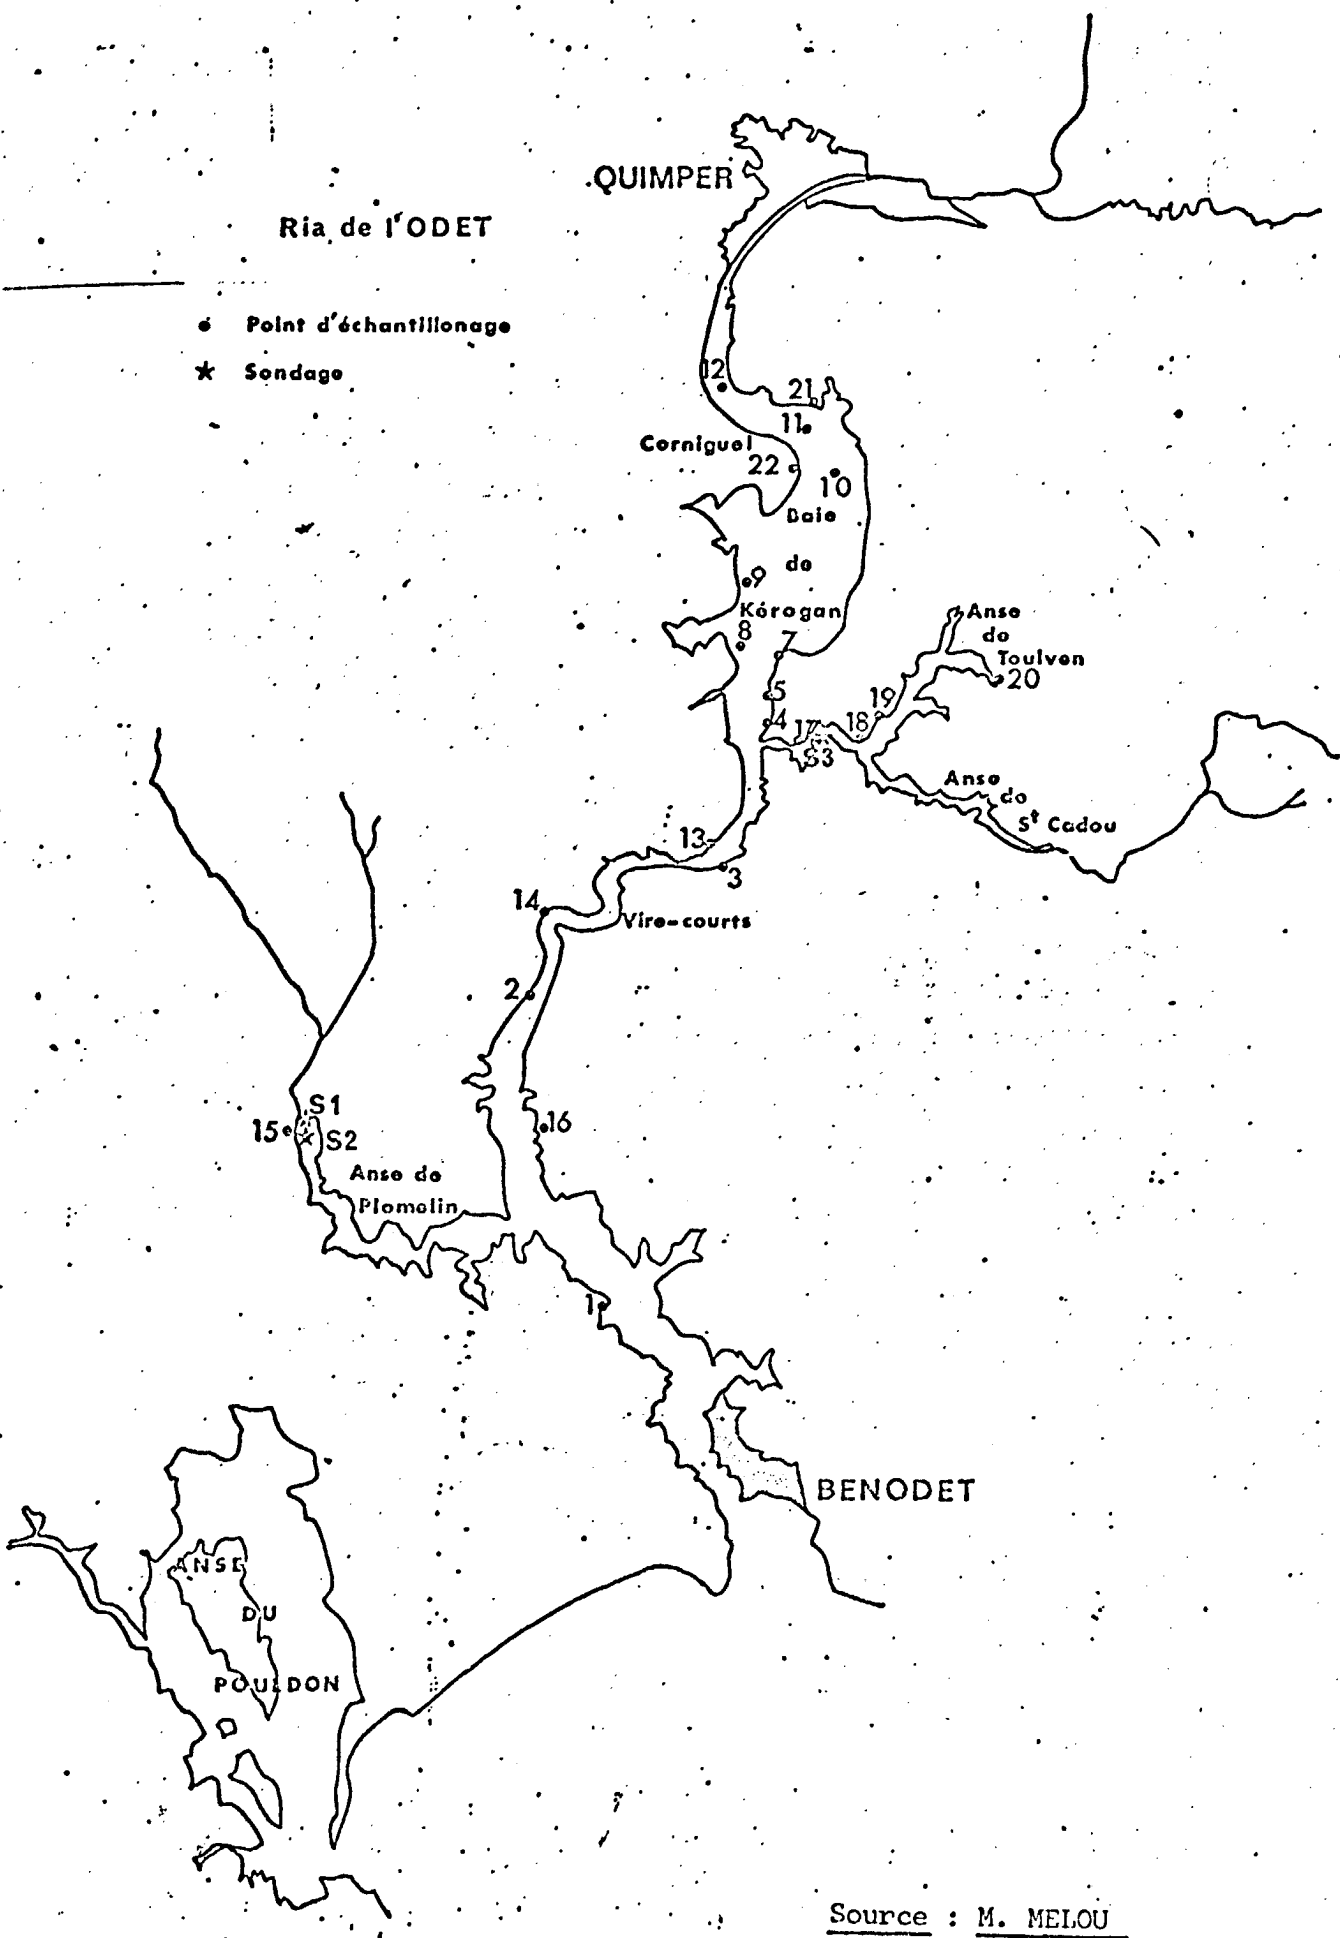 QUIMPER
Ria de l'ODET
Point d'échantillonage
Sondage
12
21
11
Corniguel
22
10
Baie
de
9
Kérogan
8
7
Anse
de
Toulven
20
5
19
4
17
18
S3
Anse
de
St Cadou
13
3
14
Vire-courts
2
S1
15
S2
16
Anse de
Plomelin
1
BENODET
ANSE
DU
POULDON
Source : M. MELOU